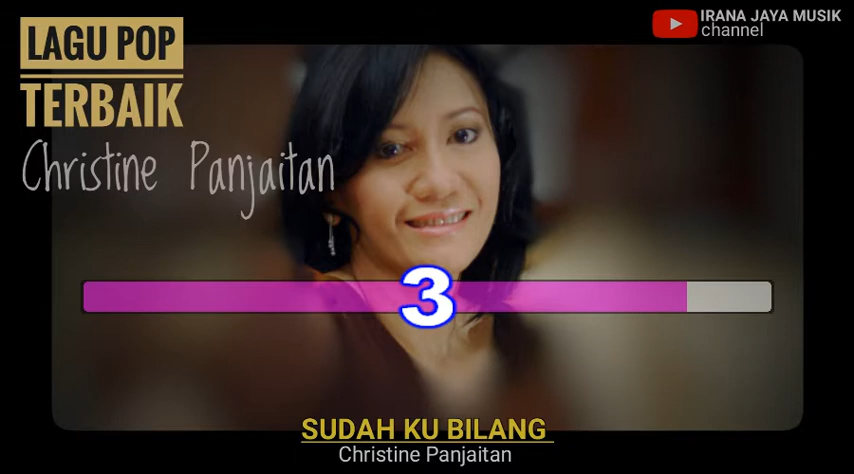 LAGU POP
TERBAIK
Christine Panjaitan
IRANA JAYA MUSIK
channel
3
SUDAH KU BILANG
Christine Panjaitan